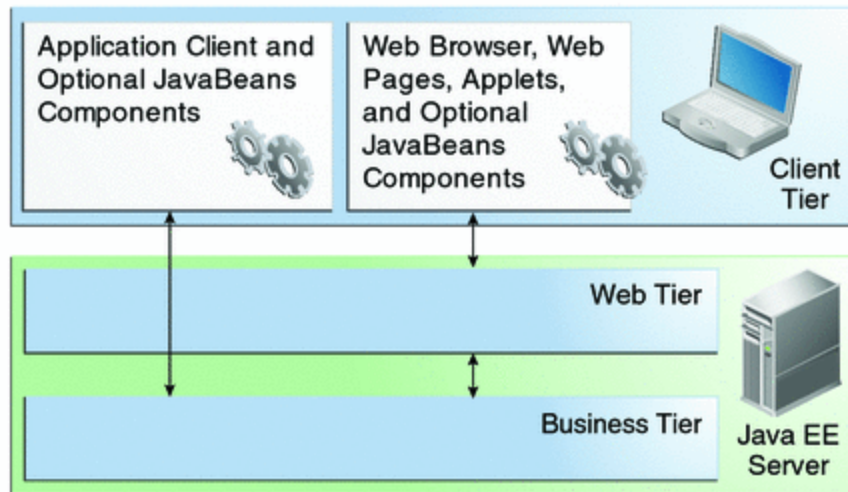 Application Client and
Optional JavaBeans
Components
Web Browser, Web
Pages, Applets,
and Optional
JavaBeans
Components
Client
Tier
Web Tier
Business Tier
Java EE
Server